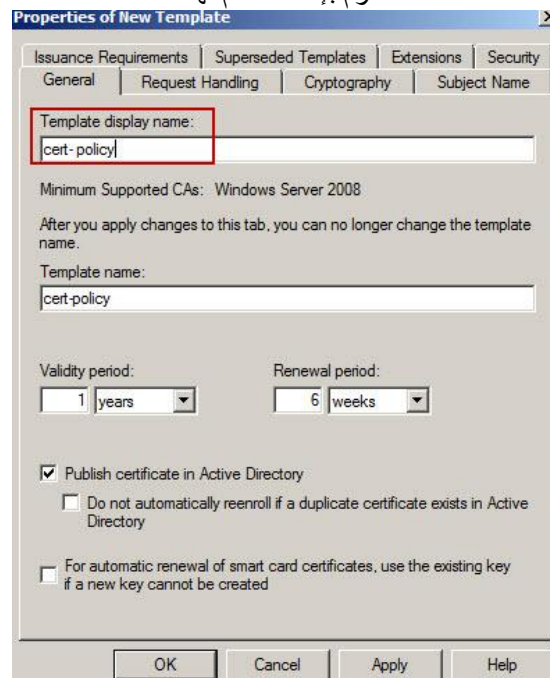 Properties of New Template
Issuance Requirements Superseded Templates Extensions Security
General Request Handling Cryptography Subject Name
Template display name:
cert- policy
Minimum Supported CAs: Windows Server 2008
After you apply changes to this tab, you can no longer change the template
name.
Template name:
cert-policy
Validity period: Renewal period:
1 years 6 weeks
Publish certificate in Active Directory
Do not automatically reenroll if a duplicate certificate exists in Active
Directory
For automatic renewal of smart card certificates, use the existing key
if a new key cannot be created
OK Cancel Apply Help